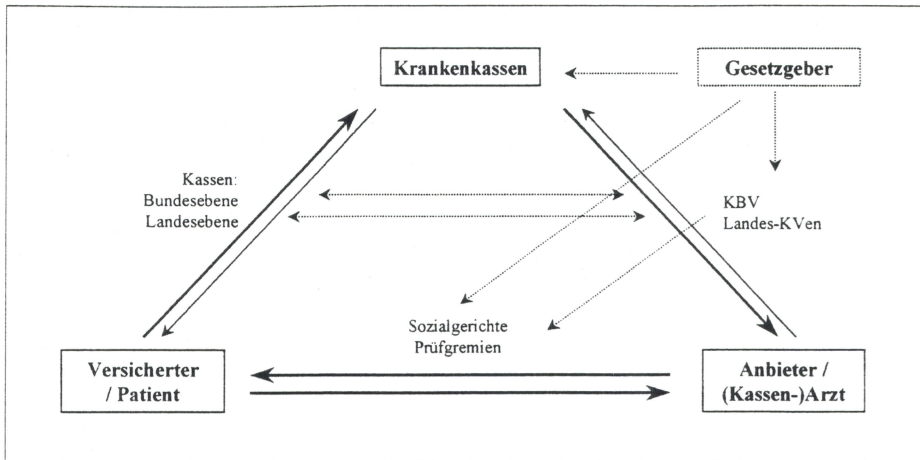 Krankenkassen
Gesetzgeber
Kassen:
Bundesebene
Landesebene
KBV
Landes-KVen
Sozialgerichte
Prüfgremien
Versicherter
/ Patient
Anbieter /
(Kassen-)Arzt